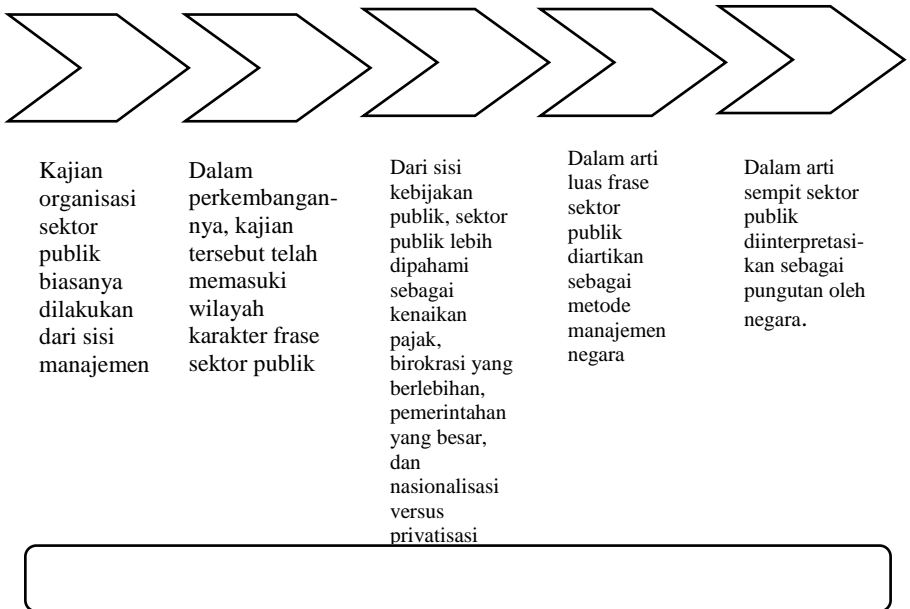 Kajian
organisasi
sektor
publik
biasanya
dilakukan
dari sisi
manajemen
Dalam
perkembangan-
nya, kajian
tersebut telah
memasuki
wilayah
karakter frase
sektor publik
Dari sisi
kebijakan
publik, sektor
publik lebih
dipahami
sebagai
kenaikan
pajak,
birokrasi yang
berlebihan,
pemerintahan
yang besar,
dan
nasionalisasi
versus
privatisasi
Dalam arti
luas frase
sektor
publik
diartikan
sebagai
metode
manajemen
negara
Dalam arti
sempit sektor
publik
diinterpretasi-
kan sebagai
pungutan oleh
negara.